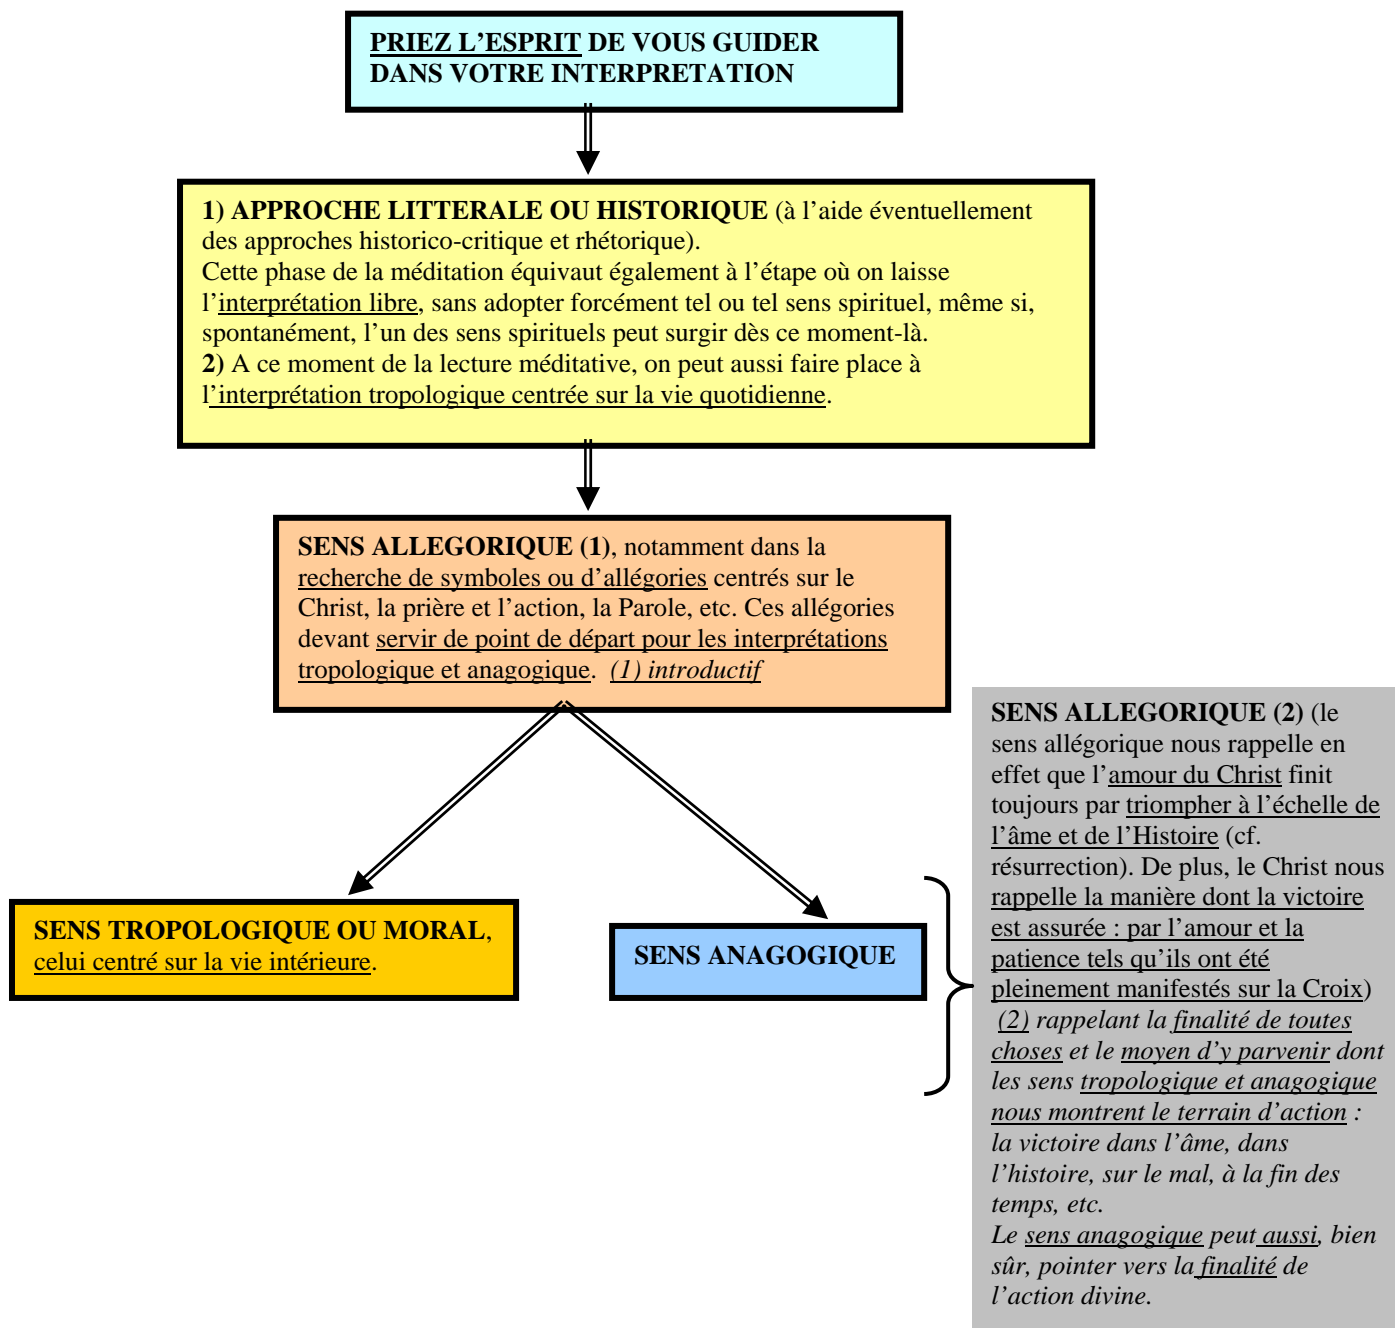 PRIEZ L’ESPRIT DE VOUS GUIDER
DANS VOTRE INTERPRETATION
1) APPROCHE LITTERALE OU HISTORIQUE (à l’aide éventuellement
des approches historico-critique et rhétorique).
Cette phase de la méditation équivaut également à l’étape où on laisse
l’interprétation libre, sans adopter forcément tel ou tel sens spirituel, même si,
spontanément, l’un des sens spirituels peut surgir dès ce moment-là.
2) A ce moment de la lecture méditative, on peut aussi faire place à
l’interprétation tropologique centrée sur la vie quotidienne.
SENS ALLEGORIQUE (1), notamment dans la
recherche de symboles ou d’allégories centrés sur le
Christ, la prière et l’action, la Parole, etc. Ces allégories
devant servir de point de départ pour les interprétations
tropologique et anagogique. (1) introductif
SENS TROPOLOGIQUE OU MORAL,
celui centré sur la vie intérieure.
SENS ANAGOGIQUE
SENS ALLEGORIQUE (2) (le
sens allégorique nous rappelle en
effet que l’amour du Christ finit
toujours par triompher à l’échelle de
l’âme et de l’Histoire (cf.
résurrection). De plus, le Christ nous
rappelle la manière dont la victoire
est assurée : par l’amour et la
patience tels qu’ils ont été
pleinement manifestés sur la Croix)
(2) rappelant la finalité de toutes
choses et le moyen d’y parvenir dont
les sens tropologique et anagogique
nous montrent le terrain d’action :
la victoire dans l’âme, dans
l’histoire, sur le mal, à la fin des
temps, etc.
Le sens anagogique peut aussi, bien
sûr, pointer vers la finalité de
l’action divine.